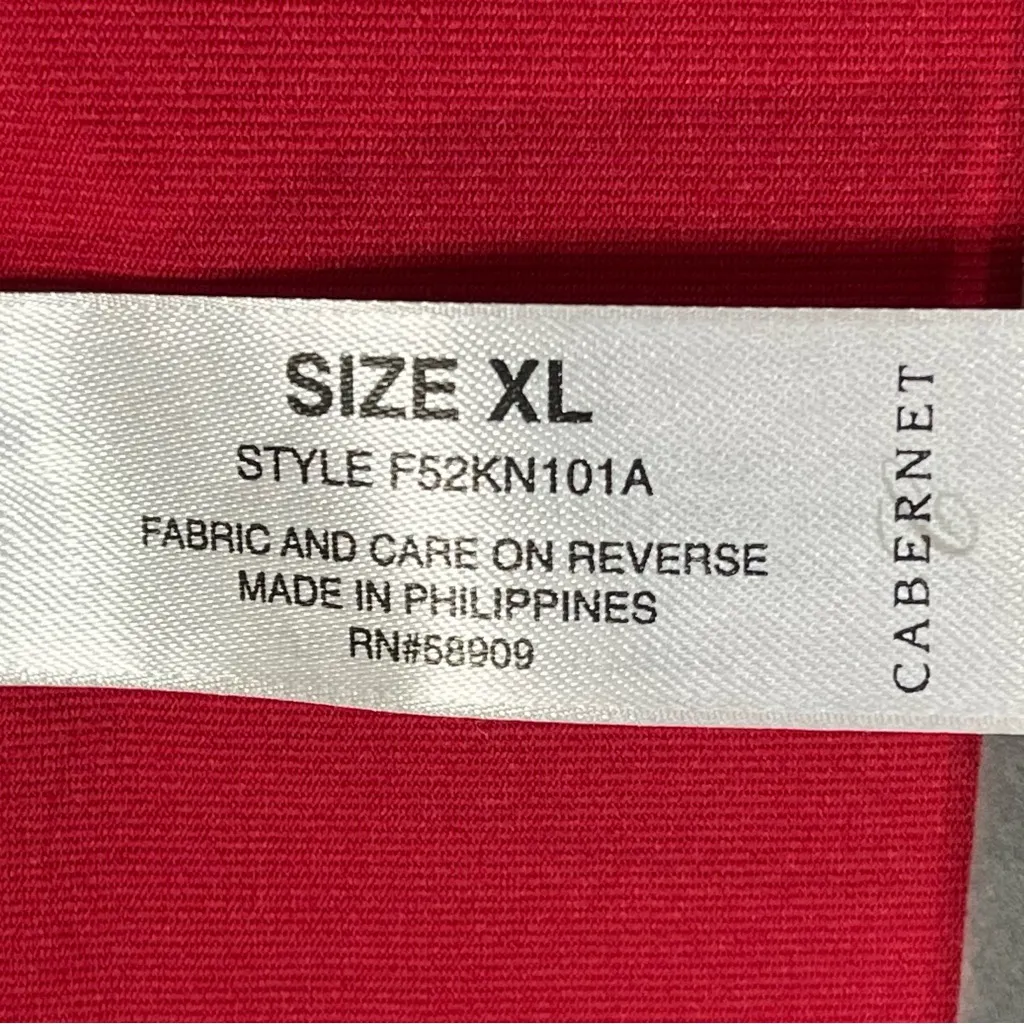 SIZE XL
STYLE F52KN101A
FABRIC AND CARE ON REVERSE
MADE IN PHILIPPINES
RN#58909
CABERNET